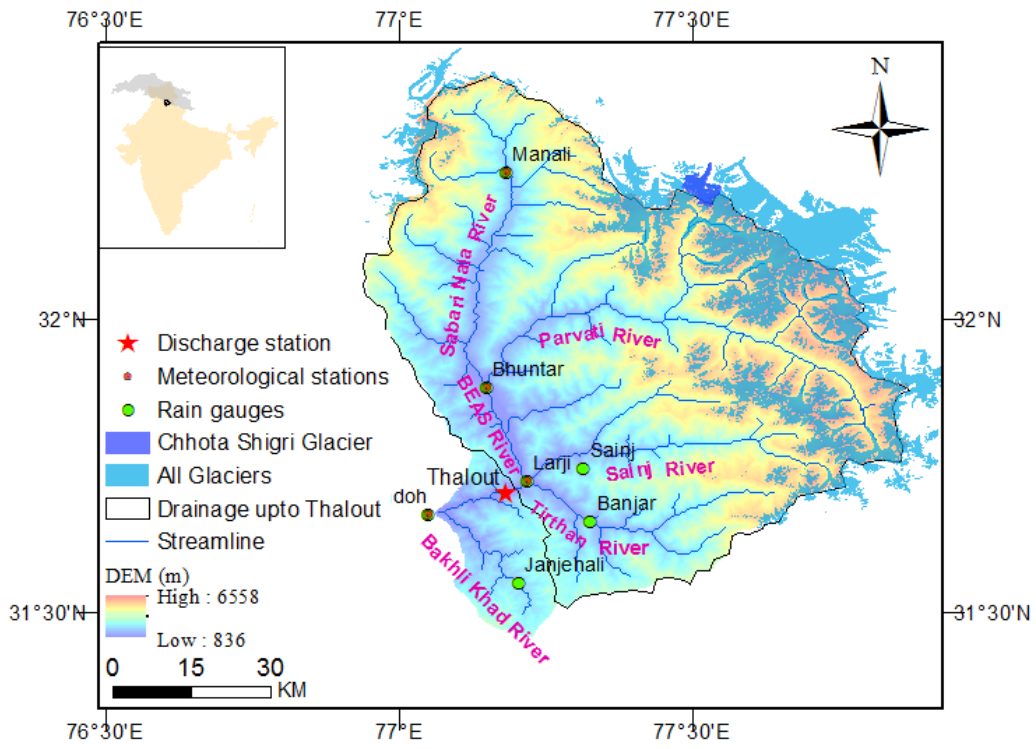 76°30'E 77°0'E 77°30'E
N
Manali
Sabari Nala River
32°N 32°N
Parvati River
Discharge station
Meteorological stations
Bhuntar
Rain gauges
BEAS River
Chhota Shigri Glacier
Sainj
Larji
Sainj River
All Glaciers
Thalout
doh
Banjar
Drainage upto Thalout
Tirthan River
Streamline
Janjehali
Bakhli Khad River
DEM (m)
High : 6558
Low : 836
31°30'N 31°30'N
0 15 30
KM
76°30'E 77°0'E 77°30'E